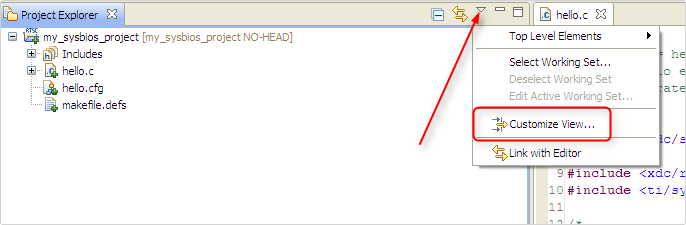 Project Explorer
hello.c
RTSC
my_sysbios_project [my_sysbios_project NO-HEAD]
Includes
hello.c
hello.cfg
makefile.defs
Top Level Elements
Select Working Set...
Deselect Working Set
Edit Active Working Set...
Customize View...
Link with Editor
9 #include <xdc/r
10 #include <ti/sy
11
12 /*